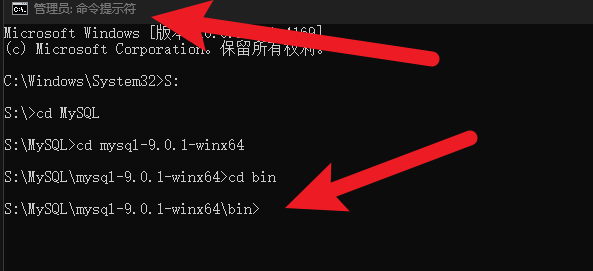 管理员: 命令提示符
Microsoft Windows [版本
(c) Microsoft Corporation。保留所有权利。
C:\Windows\System32>S:
S:\>cd MySQL
S:\MySQL>cd mysql-9.0.1-winx64
S:\MySQL\mysql-9.0.1-winx64>cd bin
S:\MySQL\mysql-9.0.1-winx64\bin>